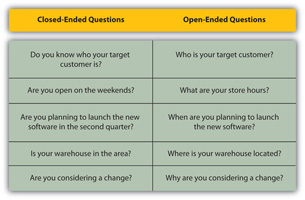 Closed-Ended Questions
Open-Ended Questions
Do you know who your target
customer is?
Who is your target customer?
Are you open on the weekends?
What are your store hours?
Are you planning to launch the new
software in the second quarter?
When are you planning to launch
the new software?
Is your warehouse in the area?
Where is your warehouse located?
Are you considering a change?
Why are you considering a change?